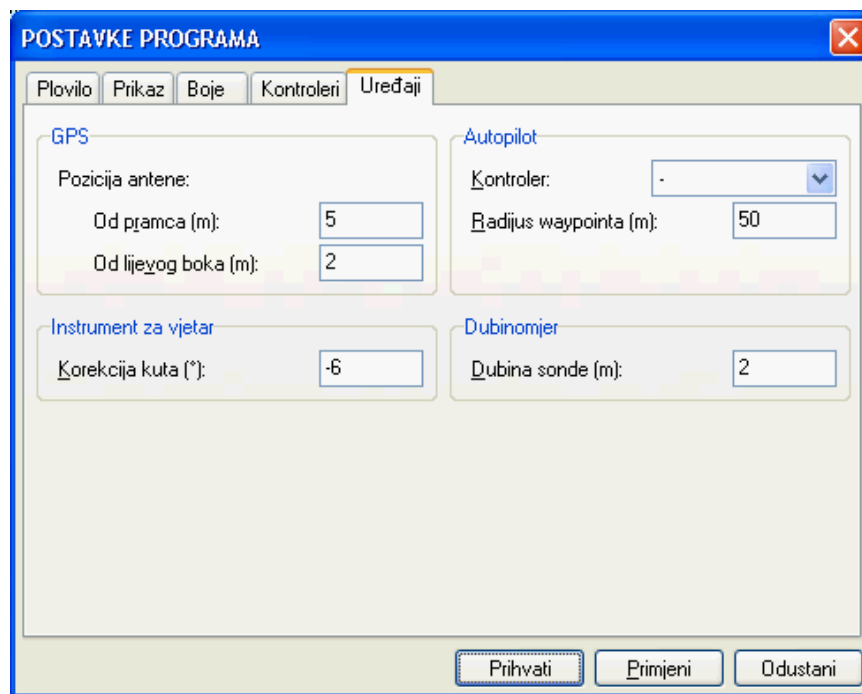 POSTAVKE PROGRAMA
Plovilo Prikaz Boje Kontroleri Uređaji
GPS
Pozicija antene:
Od pramca (m): 5
Od lijevog boka (m): 2
Autopilot
Kontroler: -
Radijus waypointa (m): 50
Instrument za vjetar
Korekcija kuta (°): -6
Dubinomjer
Dubina sonde (m): 2
Prihvati Primjeni Odustani